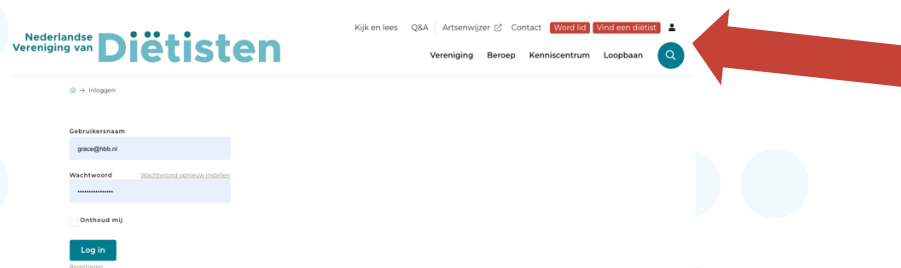 Kijk en lees Q&A Artsenwijzer Contact Word lid Vind een diëtist
Nederlandse
Vereniging van Diëtisten
Vereniging Beroep Kenniscentrum Loopbaan
→ Inloggen
Gebruikersnaam
grace@hbb.nl
Wachtwoord Wachtwoord opnieuw instellen
Onthoud mij
Log in
Registreren